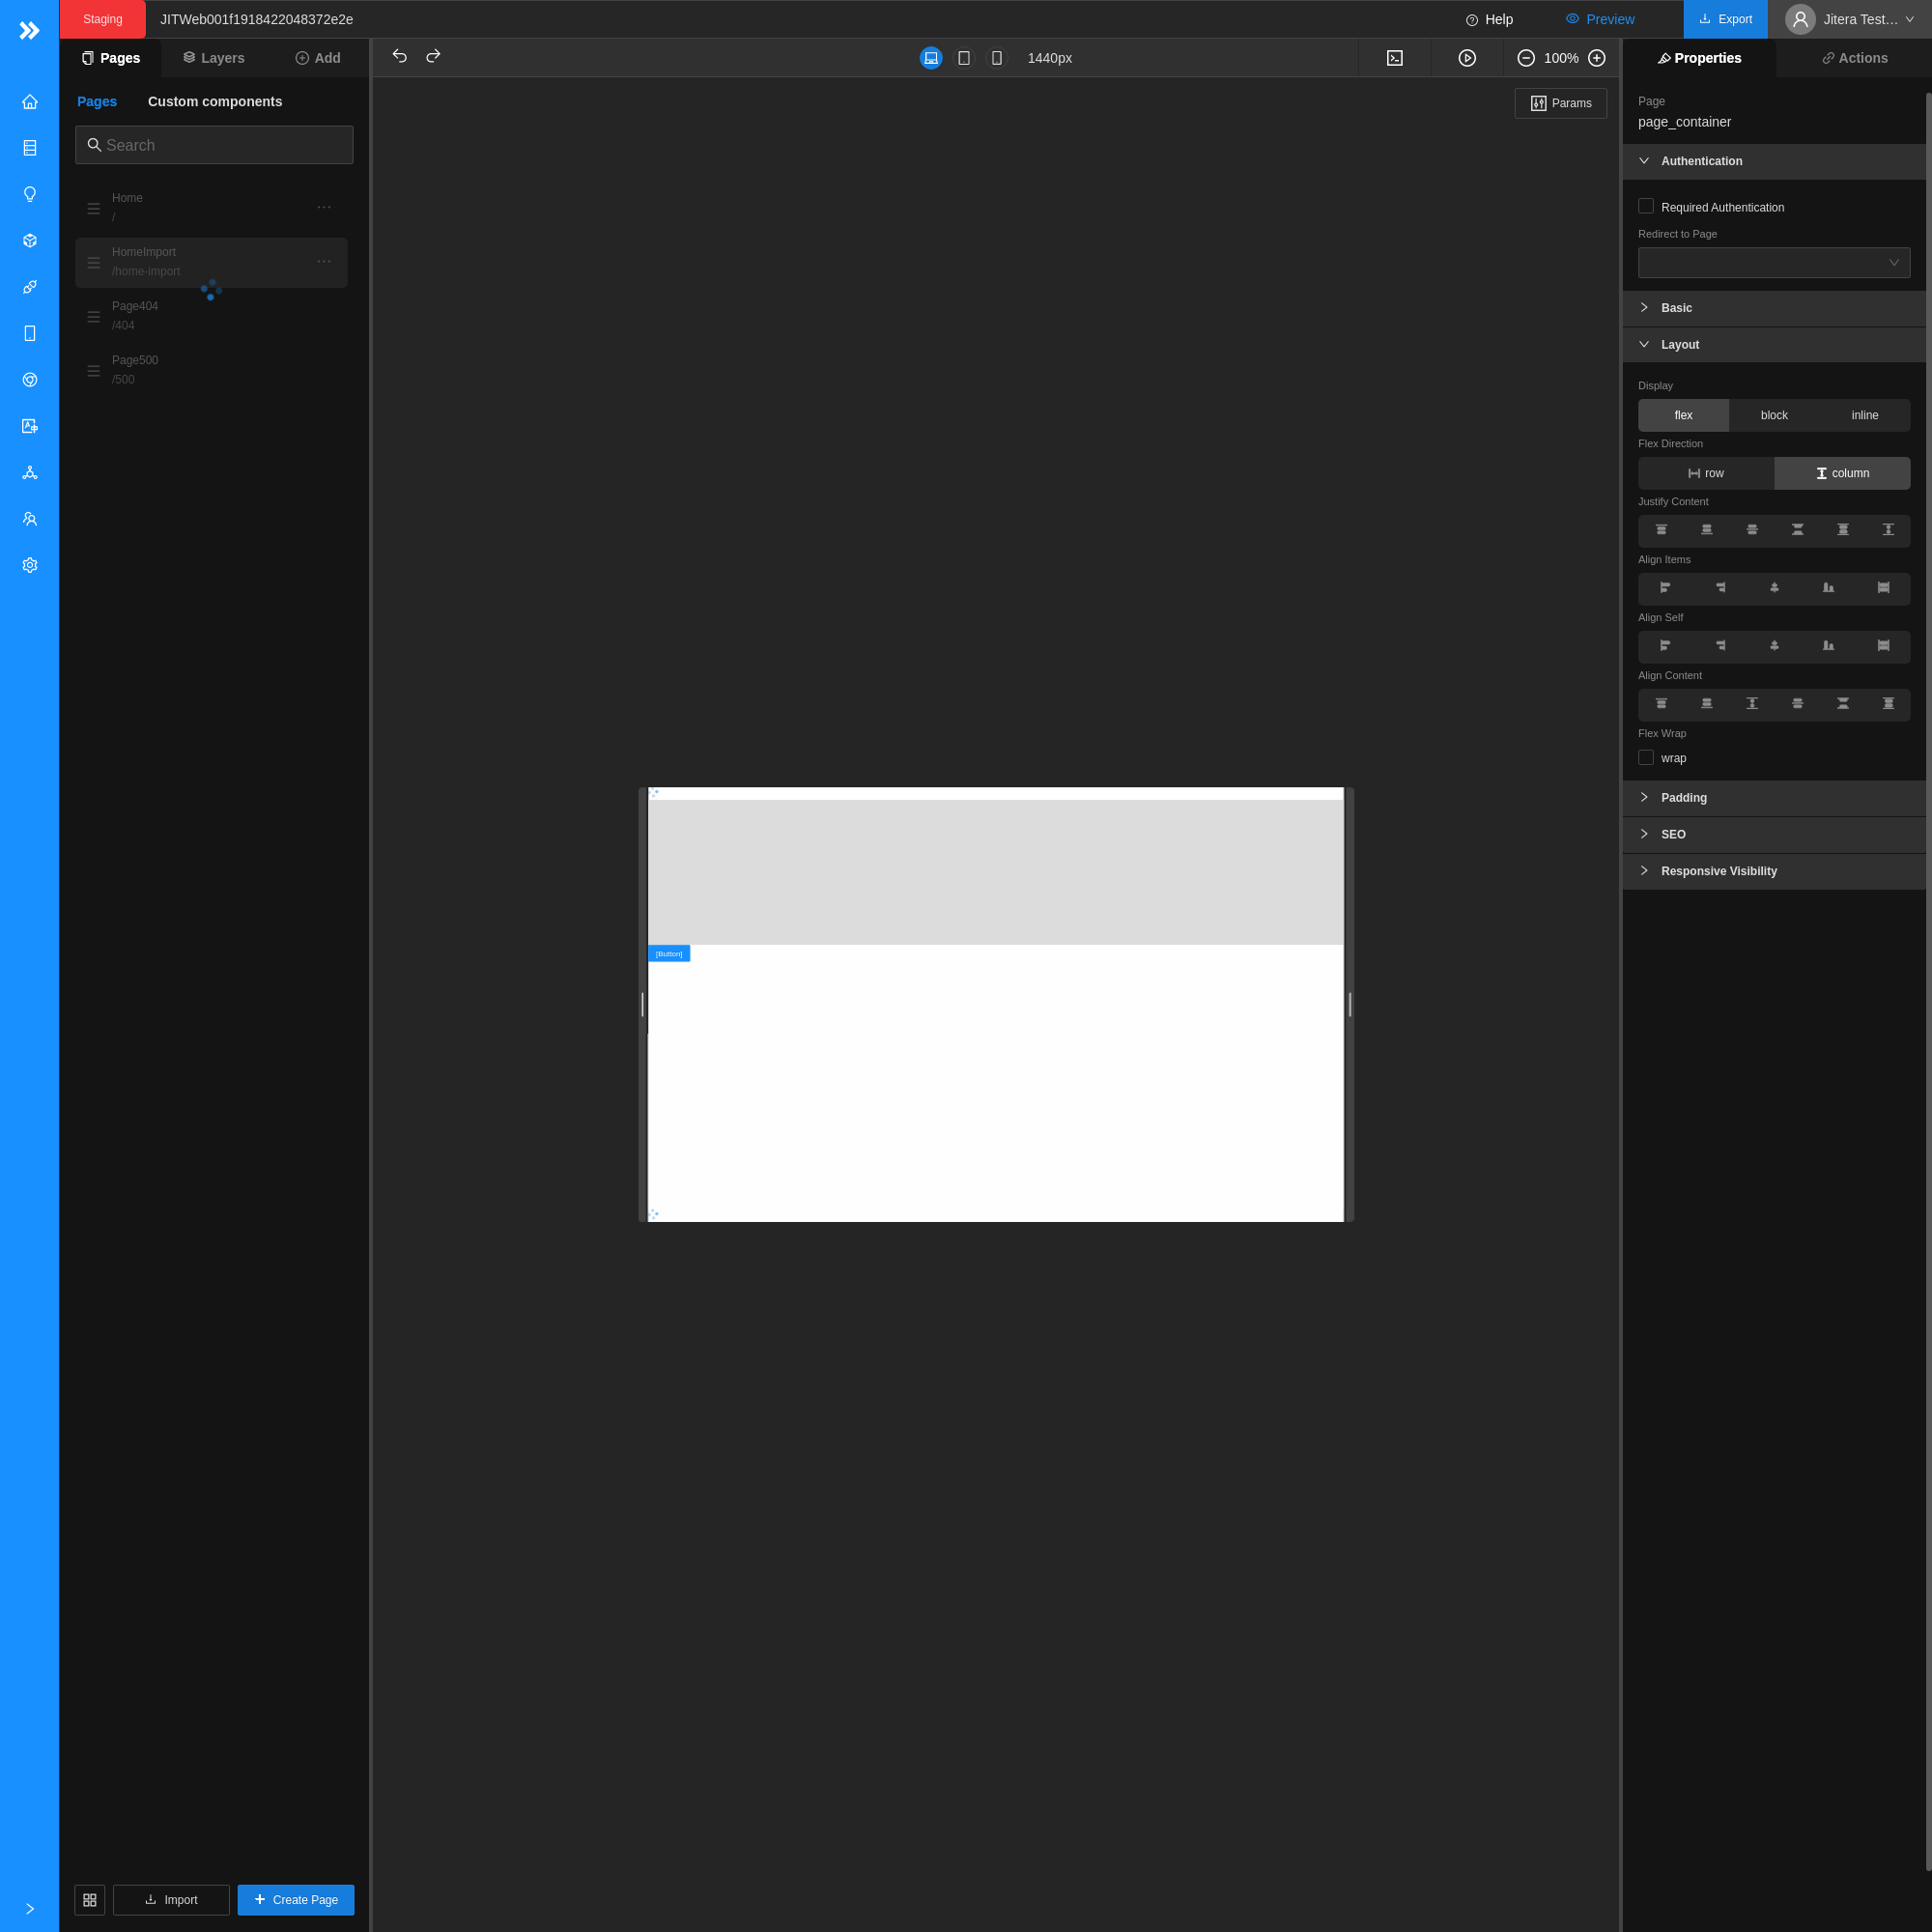 Staging
JITWeb001f1918422048372e2e
Help
Preview
Export
Jitera Test…
Pages
Layers
Add
1440px
100%
Properties
Actions
Pages
Custom components
Search
Home
/
HomeImport
/home-import
Page404
/404
Page500
/500
Params
[Button]
Page
page_container
Authentication
Required Authentication
Redirect to Page
Basic
Layout
Display
flex
block
inline
Flex Direction
row
column
Justify Content
Align Items
Align Self
Align Content
Flex Wrap
wrap
Padding
SEO
Responsive Visibility
Import
Create Page